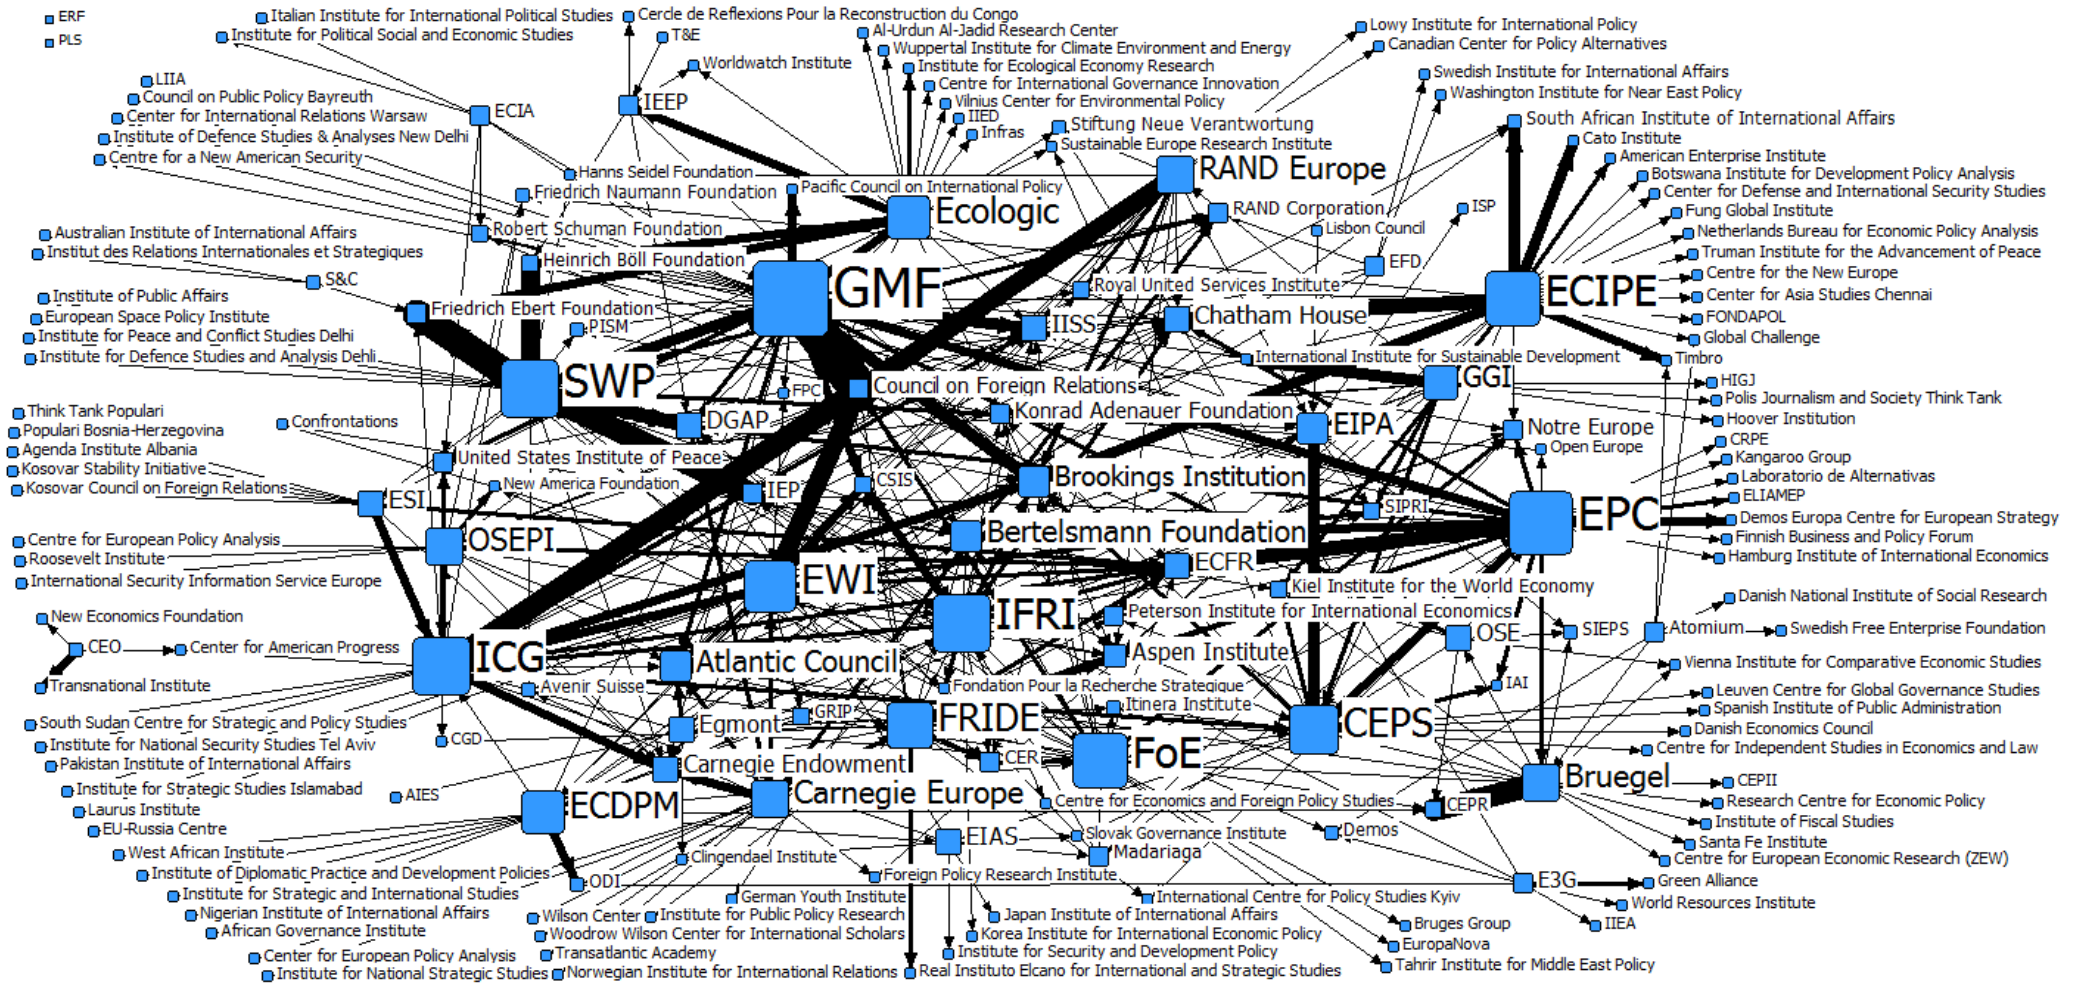 ERF
PLS
Italian Institute for International Political Studies
Institute for Political Social and Economic Studies
Cercle de Reflexions Pour la Reconstruction du Congo
T&E
Al-Urdun Al-Jadid Research Center
Wuppertal Institute for Climate Environment and Energy
Worldwatch Institute
Institute for Ecological Economy Research
Centre for International Governance Innovation
Vilnius Center for Environmental Policy
IIED
Infras
Stiftung Neue Verantwortung
Sustainable Europe Research Institute
Lowy Institute for International Policy
Canadian Center for Policy Alternatives
Swedish Institute for International Affairs
Washington Institute for Near East Policy
South African Institute of International Affairs
Cato Institute
American Enterprise Institute
Botswana Institute for Development Policy Analysis
Center for Defense and International Security Studies
Fung Global Institute
Netherlands Bureau for Economic Policy Analysis
Truman Institute for the Advancement of Peace
Centre for the New Europe
Center for Asia Studies Chennai
FONDAPOL
Global Challenge
Timbro
LIIA
Council on Public Policy Bayreuth
Center for International Relations Warsaw
Institute of Defence Studies & Analyses New Delhi
Centre for a New American Security
ECIA
IEEP
Hanns Seidel Foundation
Friedrich Naumann Foundation
Pacific Council on International Policy
RAND Europe
Ecologic
RAND Corporation
ISP
Lisbon Council
Robert Schuman Foundation
Australian Institute of International Affairs
Institut des Relations Internationales et Strategiques
Heinrich Böll Foundation
EFD
S&C
GMF
Royal United Services Institute
ECIPE
Institute of Public Affairs
European Space Policy Institute
Institute for Peace and Conflict Studies Delhi
Institute for Defence Studies and Analysis Dehli
Friedrich Ebert Foundation
PISM
IISS
Chatham House
International Institute for Sustainable Development
SWP
FPC
Council on Foreign Relations
GGI
HIGJ
Polis Journalism and Society Think Tank
Hoover Institution
Think Tank Populari
Populari Bosnia-Herzegovina
Agenda Institute Albania
Kosovar Stability Initiative
Kosovar Council on Foreign Relations
Confrontations
DGAP
Konrad Adenauer Foundation
EIPA
Notre Europe
Open Europe
CRPE
Kangaroo Group
Laboratorio de Alternativas
ELIAMEP
Demos Europa Centre for European Strategy
Finnish Business and Policy Forum
Hamburg Institute of International Economics
United States Institute of Peace
New America Foundation
IEP
CSIS
Brookings Institution
ESI
SIPRI
EPC
OSEPI
Bertelsmann Foundation
Centre for European Policy Analysis
Roosevelt Institute
International Security Information Service Europe
EWI
ECFR
Kiel Institute for the World Economy
Danish National Institute of Social Research
New Economics Foundation
CEO
Center for American Progress
Transnational Institute
IFRI
Peterson Institute for International Economics
OSE
SIEPS
Atomium
Swedish Free Enterprise Foundation
ICG
Atlantic Council
Aspen Institute
Vienna Institute for Comparative Economic Studies
Avenir Suisse
Fondation Pour la Recherche Strategique
IAI
Leuven Centre for Global Governance Studies
Spanish Institute of Public Administration
Danish Economics Council
Centre for Independent Studies in Economics and Law
South Sudan Centre for Strategic and Policy Studies
Institute for National Security Studies Tel Aviv
Pakistan Institute of International Affairs
Institute for Strategic Studies Islamabad
Laurus Institute
EU-Russia Centre
West African Institute
Institute of Diplomatic Practice and Development Policies
Institute for Strategic and International Studies
Nigerian Institute of International Affairs
African Governance Institute
Center for European Policy Analysis
Institute for National Strategic Studies
CGD
Egmont
GRIP
FRIDE
Itinera Institute
CEPS
CER
FoE
Carnegie Endowment
Bruegel
CEPII
Research Centre for Economic Policy
Institute of Fiscal Studies
Santa Fe Institute
Centre for European Economic Research (ZEW)
AIES
ECDPM
Carnegie Europe
Centre for Economics and Foreign Policy Studies
CEPR
Demos
EIAS
Slovak Governance Institute
Madariaga
Clingendael Institute
Foreign Policy Research Institute
ODI
E3G
Green Alliance
World Resources Institute
IIEA
German Youth Institute
International Centre for Policy Studies Kyiv
Wilson Center
Institute for Public Policy Research
Japan Institute of International Affairs
Bruges Group
Woodrow Wilson Center for International Scholars
Korea Institute for International Economic Policy
EuropaNova
Transatlantic Academy
Institute for Security and Development Policy
Tahrir Institute for Middle East Policy
Norwegian Institute for International Relations
Real Instituto Elcano for International and Strategic Studies